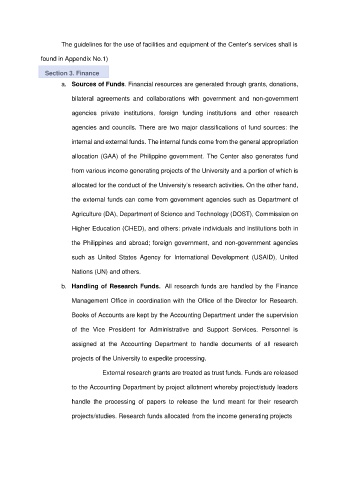 The guidelines for the use of facilities and equipment of the Center's services shall is
found in Appendix No.1)
Section 3. Finance
a. Sources of Funds. Financial resources are generated through grants, donations,
bilateral agreements and collaborations with government and non-government
agencies private institutions, foreign funding institutions and other research
agencies and councils. There are two major classifications of fund sources: the
internal and external funds. The internal funds come from the general appropriation
allocation (GAA) of the Philippine government. The Center also generates fund
from various income generating projects of the University and a portion of which is
allocated for the conduct of the University's research activities. On the other hand,
the external funds can come from government agencies such as Department of
Agriculture (DA), Department of Science and Technology (DOST), Commission on
Higher Education (CHED), and others; private individuals and institutions both in
the Philippines and abroad; foreign government, and non-government agencies
such as United States Agency for International Development (USAID), United
Nations (UN) and others.
b. Handling of Research Funds. All research funds are handled by the Finance
Management Office in coordination with the Office of the Director for Research.
Books of Accounts are kept by the Accounting Department under the supervision
of the Vice President for Administrative and Support Services. Personnel is
assigned at the Accounting Department to handle documents of all research
projects of the University to expedite processing.
External research grants are treated as trust funds. Funds are released
to the Accounting Department by project allotment whereby project/study leaders
handle the processing of papers to release the fund meant for their research
projects/studies. Research funds allocated from the income generating projects